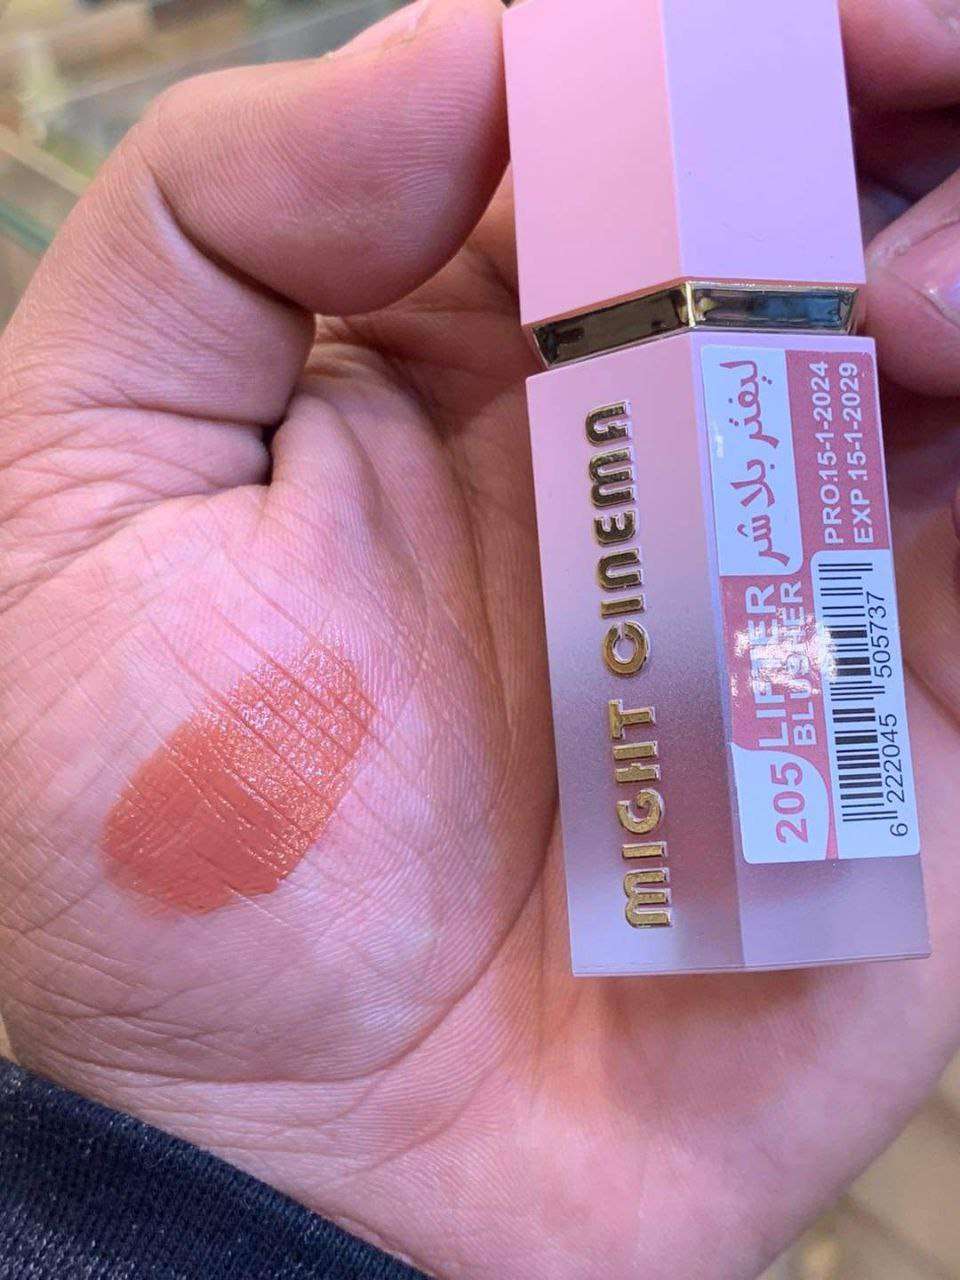 MIGHT CINEMA
ليفتر بلاشر
PRO:15-1-2024
EXP :15-1-2029
205 LIFTER
BLUSHER
6 222045 505737